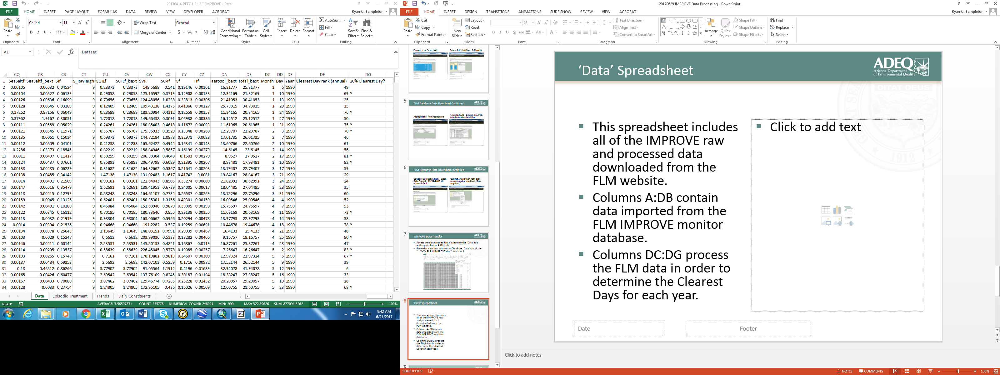 20170414 PEFO1 RHRIII IMPROVE - Excel
FILE HOME INSERT PAGE LAYOUT FORMULAS DATA REVIEW VIEW DEVELOPER ACROBAT Ryan C. Templeton
Calibri 11 Wrap Text General AutoSum
Paste B I U Merge & Center $ % Conditional Formatting Format as Table Cell Styles Insert Delete Format Fill Clear Sort & Filter Find & Select
Clipboard Font Alignment Number Styles Cells Editing
A1 fx Dataset
CQ CR CS CT CU CV CW CX CY CZ DA DB DC DD DE DF DG
1 SeaSaltf SeaSaltf_bext SIf S_Rayleigh SOILf SOILf_bext SVR SO4f Sf TIf aerosol_bext total_bext Month Day Year Clearest Day rank (annual) 20% Clearest Day?
2 0.00105 0.00532 0.04524 9 0.23373 0.23373 148.5688 0.541 0.19146 0.00161 16.31777 25.31777 1 6 1990 49
3 0.00104 0.00527 0.06133 9 0.29058 0.29058 175.16592 0.3719 0.12908 0.00133 12.32169 21.32169 1 10 1990 69 Y
4 0.00126 0.00636 0.16099 9 0.70656 0.70656 124.48056 1.0238 0.33813 0.00306 21.41053 30.41053 1 13 1990 25
5 0.00128 0.00645 0.03189 9 0.12409 0.12409 109.43138 1.4175 0.41866 0.00127 25.73015 34.73015 1 20 1990 15
6 0.17262 0.87156 0.06049 9 0.28689 0.28689 183.20984 0.4312 0.12658 0.00153 11.34165 20.34165 1 24 1990 76 Y
7 0.37962 1.9167 0.30051 9 1.72018 1.72018 149.66438 0.3091 0.06938 0.00386 16.12512 25.12512 1 27 1990 50
8 0.00111 0.00559 0.05029 9 0.24261 0.24261 180.85403 0.4618 0.11672 0.00093 11.61965 20.61965 1 31 1990 75 Y
9 0.00121 0.00545 0.11971 9 0.55707 0.55707 175.35933 0.3529 0.13348 0.00268 12.29707 21.29707 2 3 1990 70 Y
10 0.00135 0.0061 0.15034 9 0.69373 0.69373 144.72184 1.0878 0.32971 0.0028 17.01735 26.01735 2 7 1990 46
11 0.00112 0.00509 0.04101 9 0.21238 0.21238 165.62422 0.4944 0.16341 0.00143 13.60766 22.60766 2 10 1990 61
12 0.2286 1.03373 0.18545 9 0.82219 0.82219 158.84946 0.5857 0.16199 0.00279 14.6145 23.6145 2 14 1990 56
13 0.0011 0.00497 0.11417 9 0.50259 0.50259 206.30304 0.4648 0.1503 0.00279 8.9527 17.9527 2 17 1990 81 Y
14 0.00124 0.00437 0.07661 9 0.35893 0.35893 206.49798 0.6029 0.21395 0.00267 8.93481 17.93481 3 10 1990 82 Y
15 0.00138 0.00485 0.06239 9 0.31682 0.31682 164.32662 0.5367 0.21641 0.00203 13.79407 22.79407 3 17 1990 59
16 0.00138 0.00485 0.34142 9 1.47138 1.47138 131.02483 1.1617 0.41742 0.0081 19.84167 28.84167 3 21 1990 29
17 0.0014 0.00491 0.21569 9 0.99101 0.99101 122.84043 0.8505 0.33274 0.00609 21.82991 30.82991 3 24 1990 24
18 0.00147 0.00516 0.35479 9 1.62691 1.62691 139.41953 0.6739 0.24005 0.00617 18.04485 27.04485 3 28 1990 35
19 0.00118 0.00415 0.12793 9 0.58248 0.58248 164.61107 0.7734 0.26587 0.00269 13.75296 22.75296 3 31 1990 60
20 0.00159 0.0045 0.13126 9 0.62401 0.62401 150.35301 1.3156 0.49301 0.00159 16.00546 25.00546 4 4 1990 52
21 0.00142 0.00401 0.10188 9 0.45084 0.45084 151.80946 0.9879 0.38005 0.00198 15.75597 24.75597 4 7 1990 53
22 0.00122 0.00345 0.16112 9 0.70185 0.70185 180.33646 0.855 0.28138 0.00355 11.68169 20.68169 4 11 1990 73 Y
23 0.00113 0.0032 0.21919 9 0.98304 0.98304 163.06662 0.5966 0.20294 0.00478 13.97793 22.97793 4 14 1990 58
24 0.0014 0.00394 0.21536 9 0.94668 0.94668 191.2282 0.537 0.19259 0.00691 10.44678 19.44678 4 18 1990 78 Y
25 0.00134 0.00378 0.25643 9 1.13649 1.13649 148.03151 0.7991 0.29939 0.00467 16.4133 25.4133 4 21 1990 48
26 0.00103 0.0029 0.15247 9 0.6612 0.6612 203.99036 0.5333 0.18282 0.00406 9.16757 18.16757 4 25 1990 80 Y
27 0.00146 0.00411 0.60142 9 2.53531 2.53531 145.50133 0.4821 0.16867 0.0119 16.87261 25.87261 4 28 1990 47
28 0.00114 0.00295 0.13537 9 0.58639 0.58639 226.45045 0.5778 0.19085 0.00257 7.26647 16.26647 5 2 1990 83 Y
29 0.00103 0.00265 0.15748 9 0.7161 0.7161 170.19801 0.9813 0.34607 0.00309 12.97324 21.97324 5 5 1990 67 Y
30 0.00187 0.00484 0.59358 9 2.5692 2.5692 142.07103 0.5259 0.1716 0.00982 17.52144 26.52144 5 9 1990 39
31 0.18 0.46512 0.86266 9 3.77902 3.77902 91.05564 1.1912 0.4196 0.01689 32.94078 41.94078 5 12 1990 6
32 0.00165 0.00426 0.60477 9 2.69542 2.69542 137.76109 0.8245 0.30187 0.01194 18.38247 27.38247 5 16 1990 33
33 0.00167 0.00433 0.70088 9 3.07462 3.07462 129.46774 0.7285 0.26228 0.01452 20.20057 29.20057 5 19 1990 28
34 0.00128 0.0033 0.27754 9 1.24805 1.24805 172.95105 0.436 0.16026 0.00509 12.60755 21.60755 5 23 1990 68 Y
Data Episodic Treatment Trends Daily Constituents
READY AVERAGE: 3.56507831 COUNT: 255778 NUMERICAL COUNT: 246024 MIN: -999 MAX: 322.39626 SUM: 877094.8262 100%
9:42 AM
6/21/2017
20170629 IMPROVE Data Processing - PowerPoint
FILE HOME INSERT DESIGN TRANSITIONS ANIMATIONS SLIDE SHOW REVIEW VIEW ACROBAT Ryan C. Templeton
Paste Cut Copy Format Painter New Slide Layout Reset Section 26 B I U S abc AV Aa A Text Direction Align Text Convert to SmartArt Arrange Quick Styles Shape Fill Shape Outline Shape Effects Find Replace Select
Clipboard Slides Font Paragraph Drawing Editing
Parameters: Select All Dates: Select all Years & Months
5 FLM Database Data Download Continued ADEQ
Aggregations: Non-Aggregated
Fields: (default) – Dataset, Site, POC,
Date, Parameter, Data Value
6 FLM Database Data Download Continued ADEQ
Options: Output Medium – Excel,
Date Format – 03/14/2002, all
others default
"Submit..." and then right click
on download prompt and "Save
target as..."
7 IMPROVE Data Transfer ADEQ
Access the downloaded file, navigate to the 'Data' tab
and copy columns A:DB only
Paste this data into columns A:DB of the 'Data' tab of the
"....XXXX RHRIII IMPROVE.xlsm" workbook
8 'Data' Spreadsheet ADEQ
This spreadsheet includes
all of the IMPROVE raw
and processed data
downloaded from the
FLM website.
Columns A:DB contain
data imported from the
FLM IMPROVE monitor
database.
Columns DC:DG process
the FLM data in order to
determine the Clearest
Days for each year.
9
‘Data’ Spreadsheet
ADEQ
Arizona Department
of Environmental Quality
DITAT DEUS
1912
This spreadsheet includes
all of the IMPROVE raw
and processed data
downloaded from the
FLM website.
Columns A:DB contain
data imported from the
FLM IMPROVE monitor
database.
Columns DC:DG process
the FLM data in order to
determine the Clearest
Days for each year.
Click to add text
Date
Footer
Click to add notes
SLIDE 8 OF 9 NOTES COMMENTS 130%